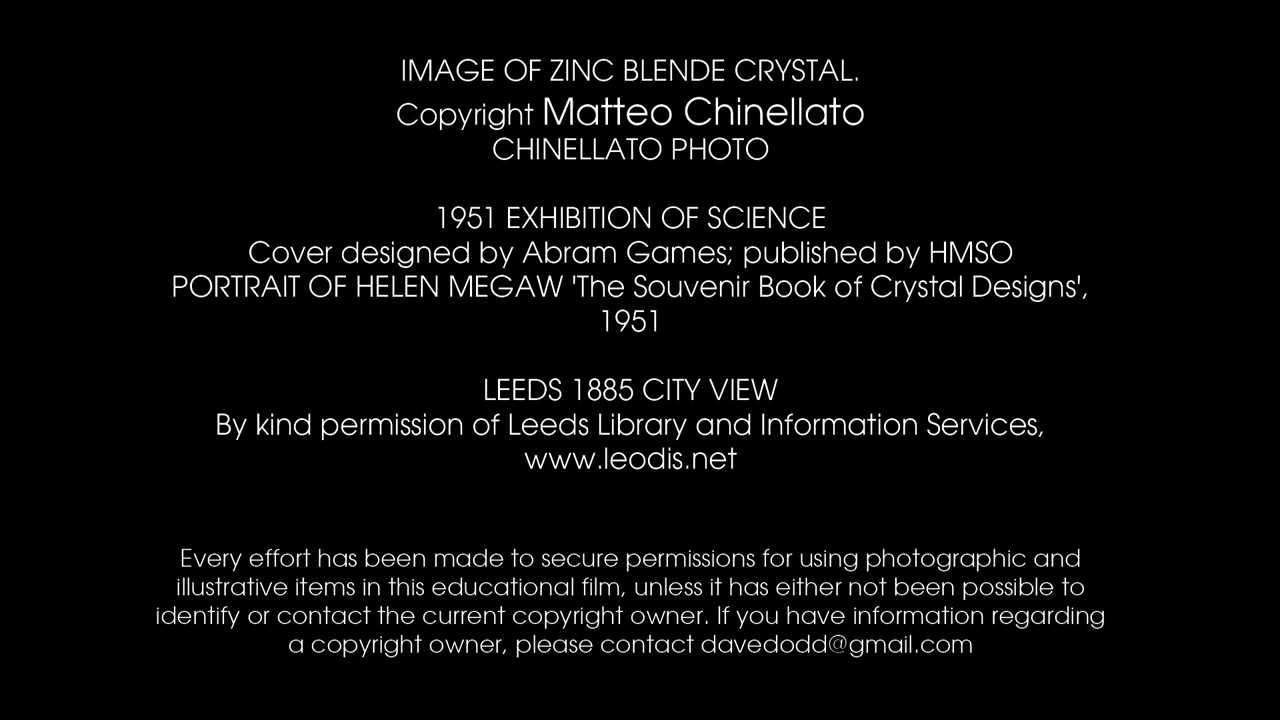 IMAGE OF ZINC BLENDE CRYSTAL.
Copyright Matteo Chinellato
CHINELLATO PHOTO
1951 EXHIBITION OF SCIENCE
Cover designed by Abram Games; published by HMSO
PORTRAIT OF HELEN MEGAW 'The Souvenir Book of Crystal Designs',
1951
LEEDS 1885 CITY VIEW
By kind permission of Leeds Library and Information Services,
www.leodis.net
Every effort has been made to secure permissions for using photographic and
illustrative items in this educational film, unless it has either not been possible to
identify or contact the current copyright owner. If you have information regarding
a copyright owner, please contact davedodd@gmail.com